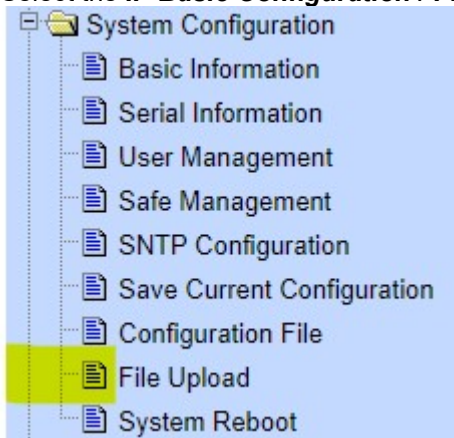 System Configuration
Basic Information
Serial Information
User Management
Safe Management
SNTP Configuration
Save Current Configuration
Configuration File
File Upload
System Reboot